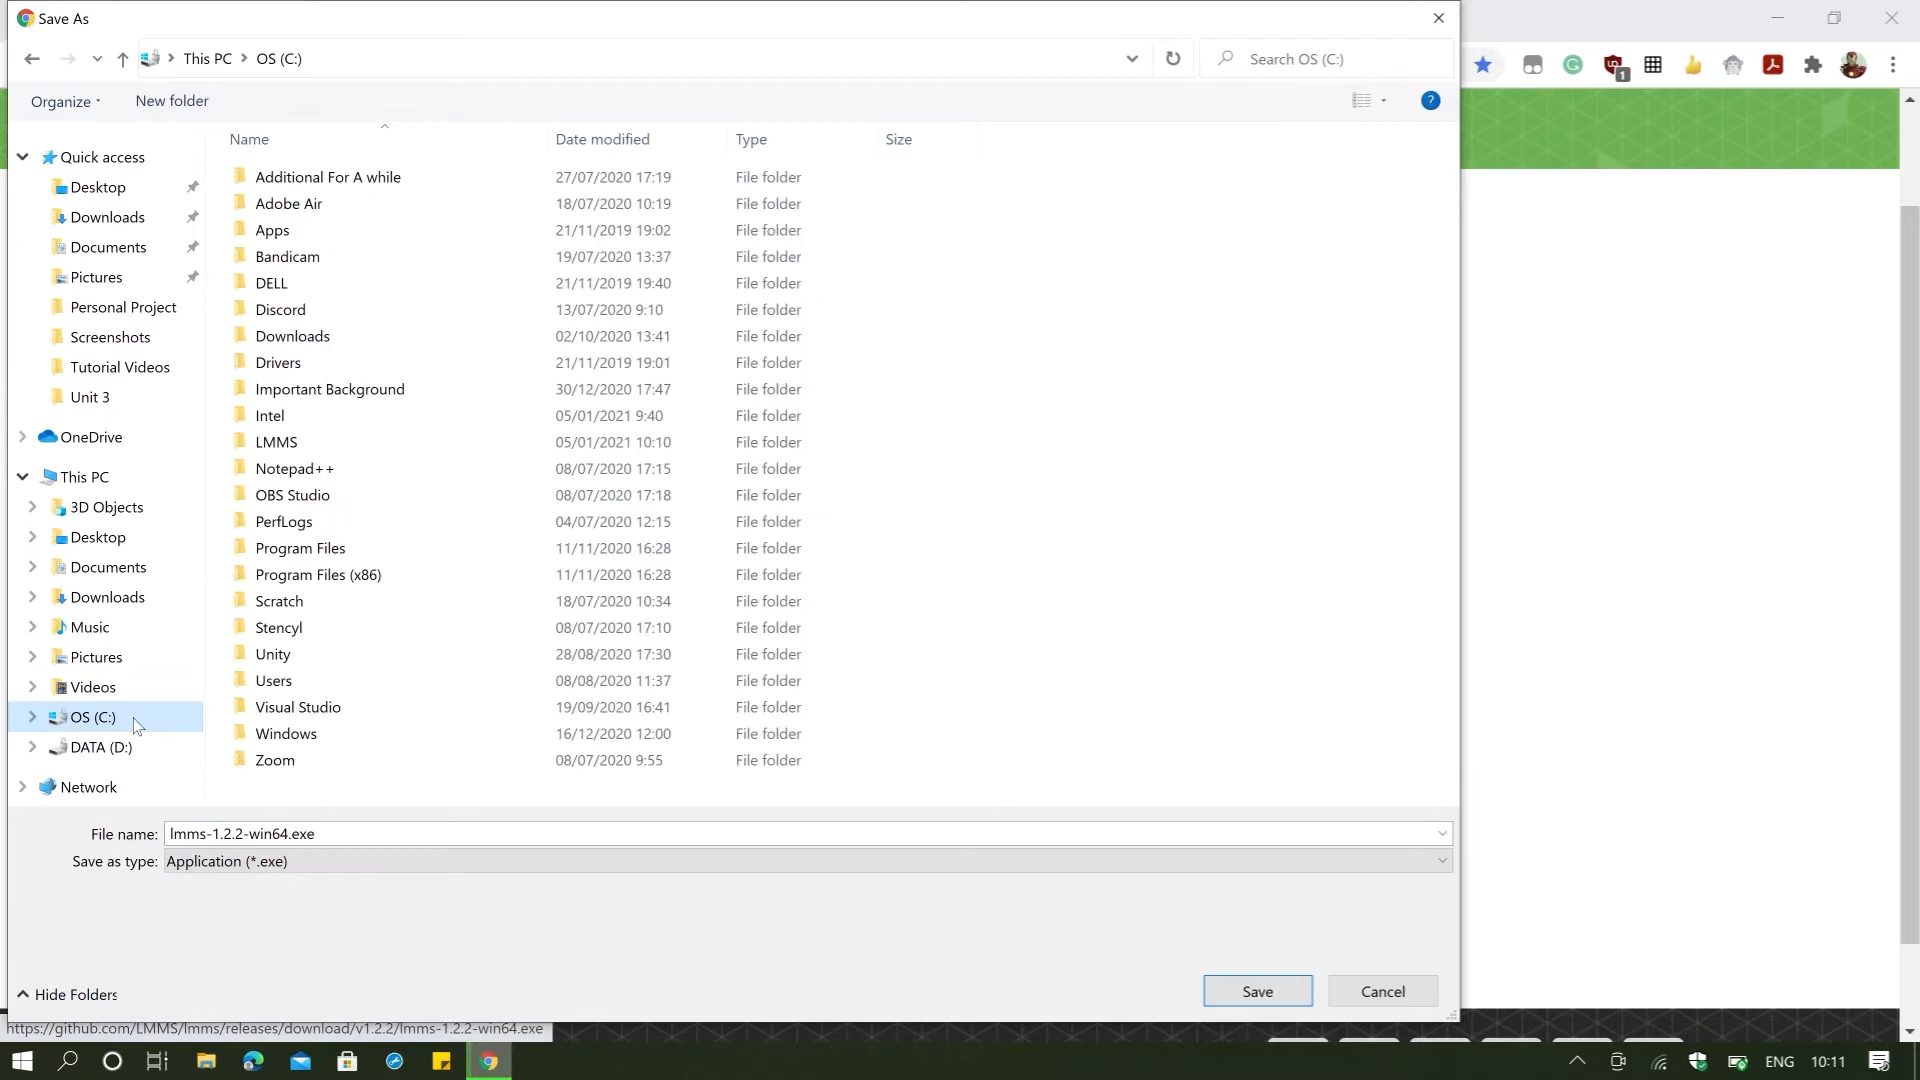 Save As
This PC OS (C:)
Search OS (C:)
1
Organize
New folder
?
Name Date modified Type Size
Quick access
Desktop
Downloads
Documents
Pictures
Personal Project
Screenshots
Tutorial Videos
Unit 3
OneDrive
This PC
3D Objects
Desktop
Documents
Downloads
Music
Pictures
Videos
OS (C:)
DATA (D:)
Network
Additional For A while 27/07/2020 17:19 File folder
Adobe Air 18/07/2020 10:19 File folder
Apps 21/11/2019 19:02 File folder
Bandicam 19/07/2020 13:37 File folder
DELL 21/11/2019 19:40 File folder
Discord 13/07/2020 9:10 File folder
Downloads 02/10/2020 13:41 File folder
Drivers 21/11/2019 19:01 File folder
Important Background 30/12/2020 17:47 File folder
Intel 05/01/2021 9:40 File folder
LMMS 05/01/2021 10:10 File folder
Notepad++ 08/07/2020 17:15 File folder
OBS Studio 08/07/2020 17:18 File folder
PerfLogs 04/07/2020 12:15 File folder
Program Files 11/11/2020 16:28 File folder
Program Files (x86) 11/11/2020 16:28 File folder
Scratch 18/07/2020 10:34 File folder
Stencyl 08/07/2020 17:10 File folder
Unity 28/08/2020 17:30 File folder
Users 08/08/2020 11:37 File folder
Visual Studio 19/09/2020 16:41 File folder
Windows 16/12/2020 12:00 File folder
Zoom 08/07/2020 9:55 File folder
File name: lmms-1.2.2-win64.exe
Save as type: Application (*.exe)
Hide Folders
Save
Cancel
https://github.com/LMMS/lmms/releases/download/v1.2.2/lmms-1.2.2-win64.exe
ENG 10:11